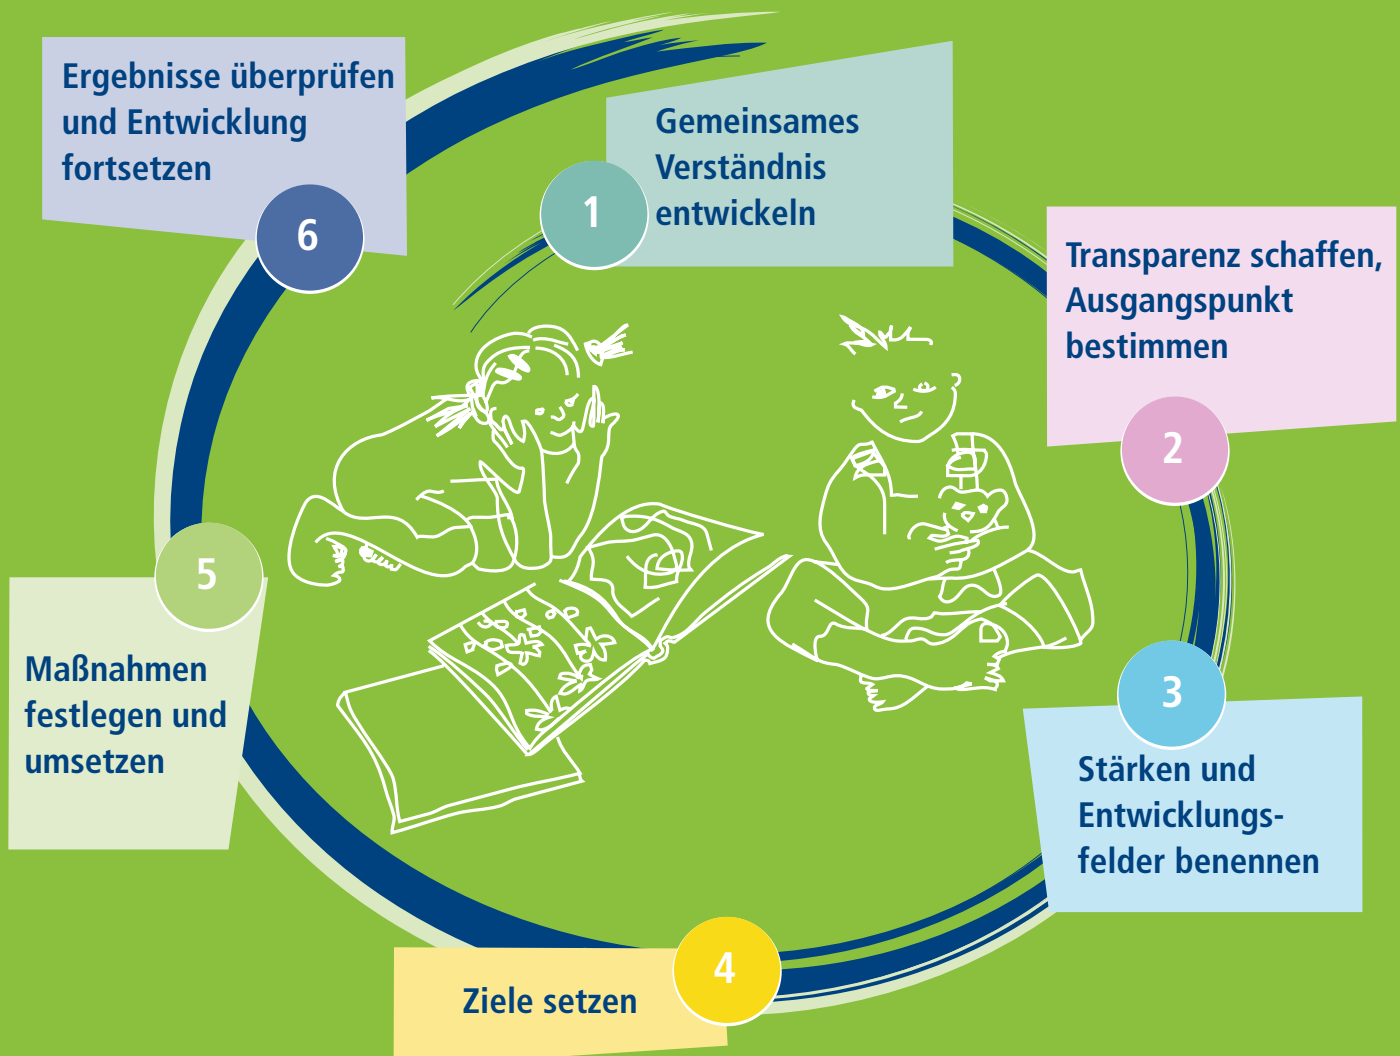 1
Gemeinsames
Verständnis
entwickeln
2
Transparenz schaffen,
Ausgangspunkt
bestimmen
3
Stärken und
Entwicklungs-
felder benennen
4
Ziele setzen
5
Maßnahmen
festlegen und
umsetzen
6
Ergebnisse überprüfen
und Entwicklung
fortsetzen